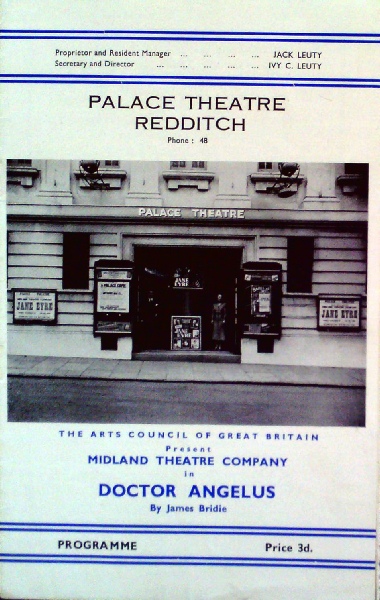 Proprietor and Resident Manager ... ... ... ... JACK LEUTY
Secretary and Director ... ... ... ... ... IVY C. LEUTY
PALACE THEATRE
REDDITCH
Phone : 48
PALACE THEATRE
JANE EYRE
JANE EYRE
JANE EYRE
JANE EYRE
THE ARTS COUNCIL OF GREAT BRITAIN
Present
MIDLAND THEATRE COMPANY
in
DOCTOR ANGELUS
By James Bridie
PROGRAMME Price 3d.